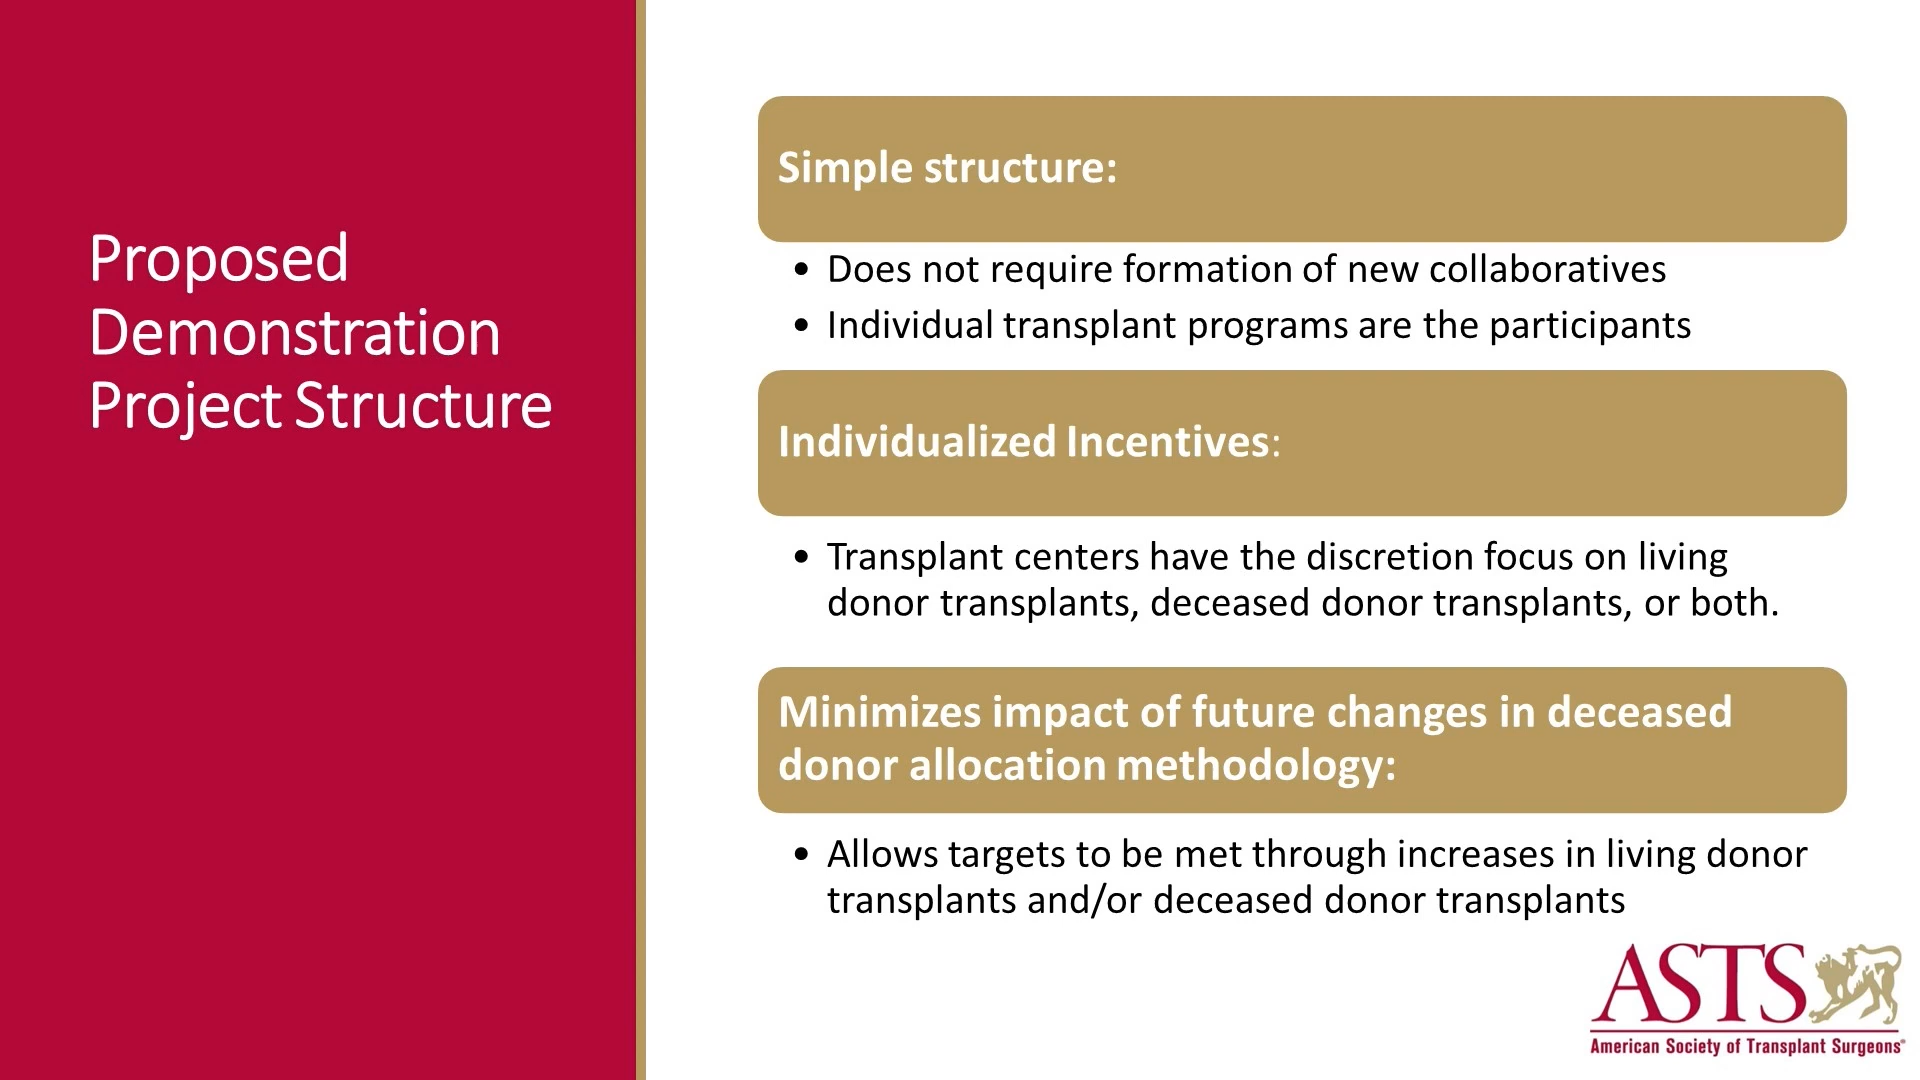 Proposed
Demonstration
Project Structure
Simple structure:
• Does not require formation of new collaboratives
• Individual transplant programs are the participants
Individualized Incentives:
• Transplant centers have the discretion focus on living
donor transplants, deceased donor transplants, or both.
Minimizes impact of future changes in deceased
donor allocation methodology:
• Allows targets to be met through increases in living donor
transplants and/or deceased donor transplants
ASTS
American Society of Transplant Surgeons®